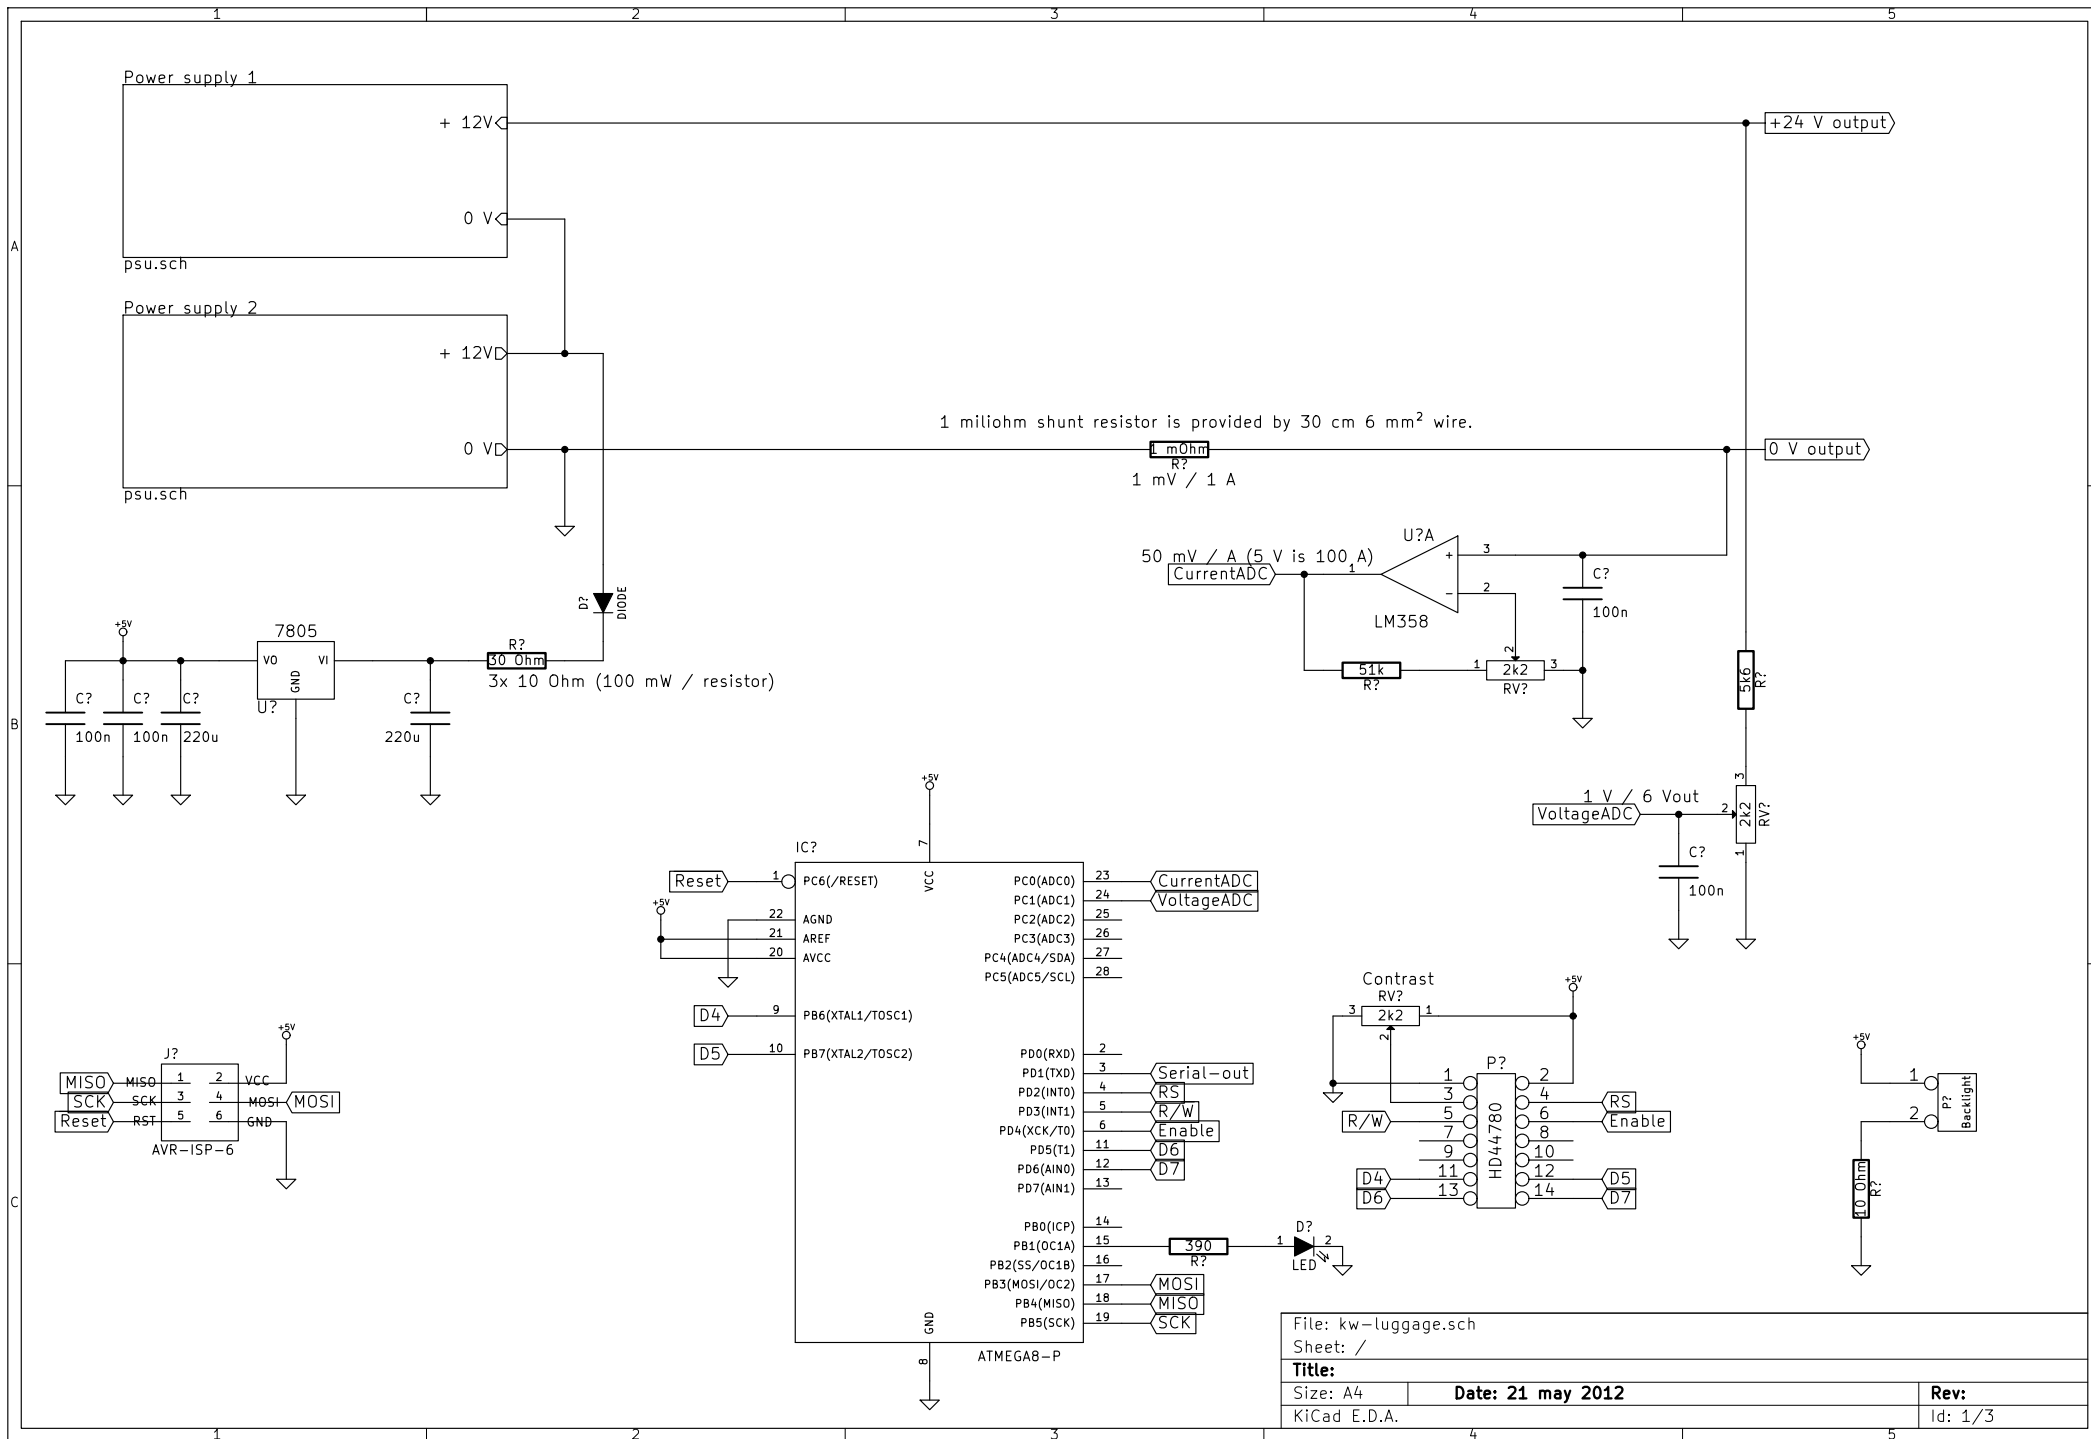 1 2 3 4 5
A
B
C
Power supply 1
+ 12V
0 V
psu.sch
+24 V output
Power supply 2
+ 12V
0 V
psu.sch
1 miliohm shunt resistor is provided by 30 cm 6 mm² wire.
1 mOhm
R?
1 mV / 1 A
0 V output
U?A
50 mV / A (5 V is 100 A)
CurrentADC
1
+ 3
- 2
LM358
C?
100n
51k
R?
1 2k2 3
2
RV?
D?
DIODE
+5V
7805
VO VI
GND
U?
R?
30 Ohm
3x 10 Ohm (100 mW / resistor)
C? C? C? C?
100n 100n 220u 220u
5k6
R?
1 V / 6 Vout
VoltageADC
3
2
1
2k2
RV?
C?
100n
+5V
IC?
7
VCC
Reset 1 PC6(/RESET)
+5V
22 AGND
21 AREF
20 AVCC
D4 9 PB6(XTAL1/TOSC1)
D5 10 PB7(XTAL2/TOSC2)
PC0(ADC0) 23 CurrentADC
PC1(ADC1) 24 VoltageADC
PC2(ADC2) 25
PC3(ADC3) 26
PC4(ADC4/SDA) 27
PC5(ADC5/SCL) 28
PD0(RXD) 2
PD1(TXD) 3 Serial-out
PD2(INT0) 4 RS
PD3(INT1) 5 R/W
PD4(XCK/T0) 6 Enable
PD5(T1) 11 D6
PD6(AIN0) 12 D7
PD7(AIN1) 13
PB0(ICP) 14
PB1(OC1A) 15
PB2(SS/OC1B) 16
PB3(MOSI/OC2) 17 MOSI
PB4(MISO) 18 MISO
PB5(SCK) 19 SCK
GND
8
ATMEGA8-P
390
R?
D?
1 2
LED
+5V
J?
MISO MISO 1 2 VCC
SCK SCK 3 4 MOSI MOSI
Reset RST 5 6 GND
AVR-ISP-6
Contrast
RV?
3 2k2 1
2
+5V
P?
HD44780
1 2
3 4 RS
R/W 5 6 Enable
7 8
9 10
D4 11 12 D5
D6 13 14 D7
+5V
1
2
P?
Backlight
10 Ohm
R?
File: kw-luggage.sch
Sheet: /
Title:
Size: A4 Date: 21 may 2012 Rev:
KiCad E.D.A. Id: 1/3
1 2 3 4 5